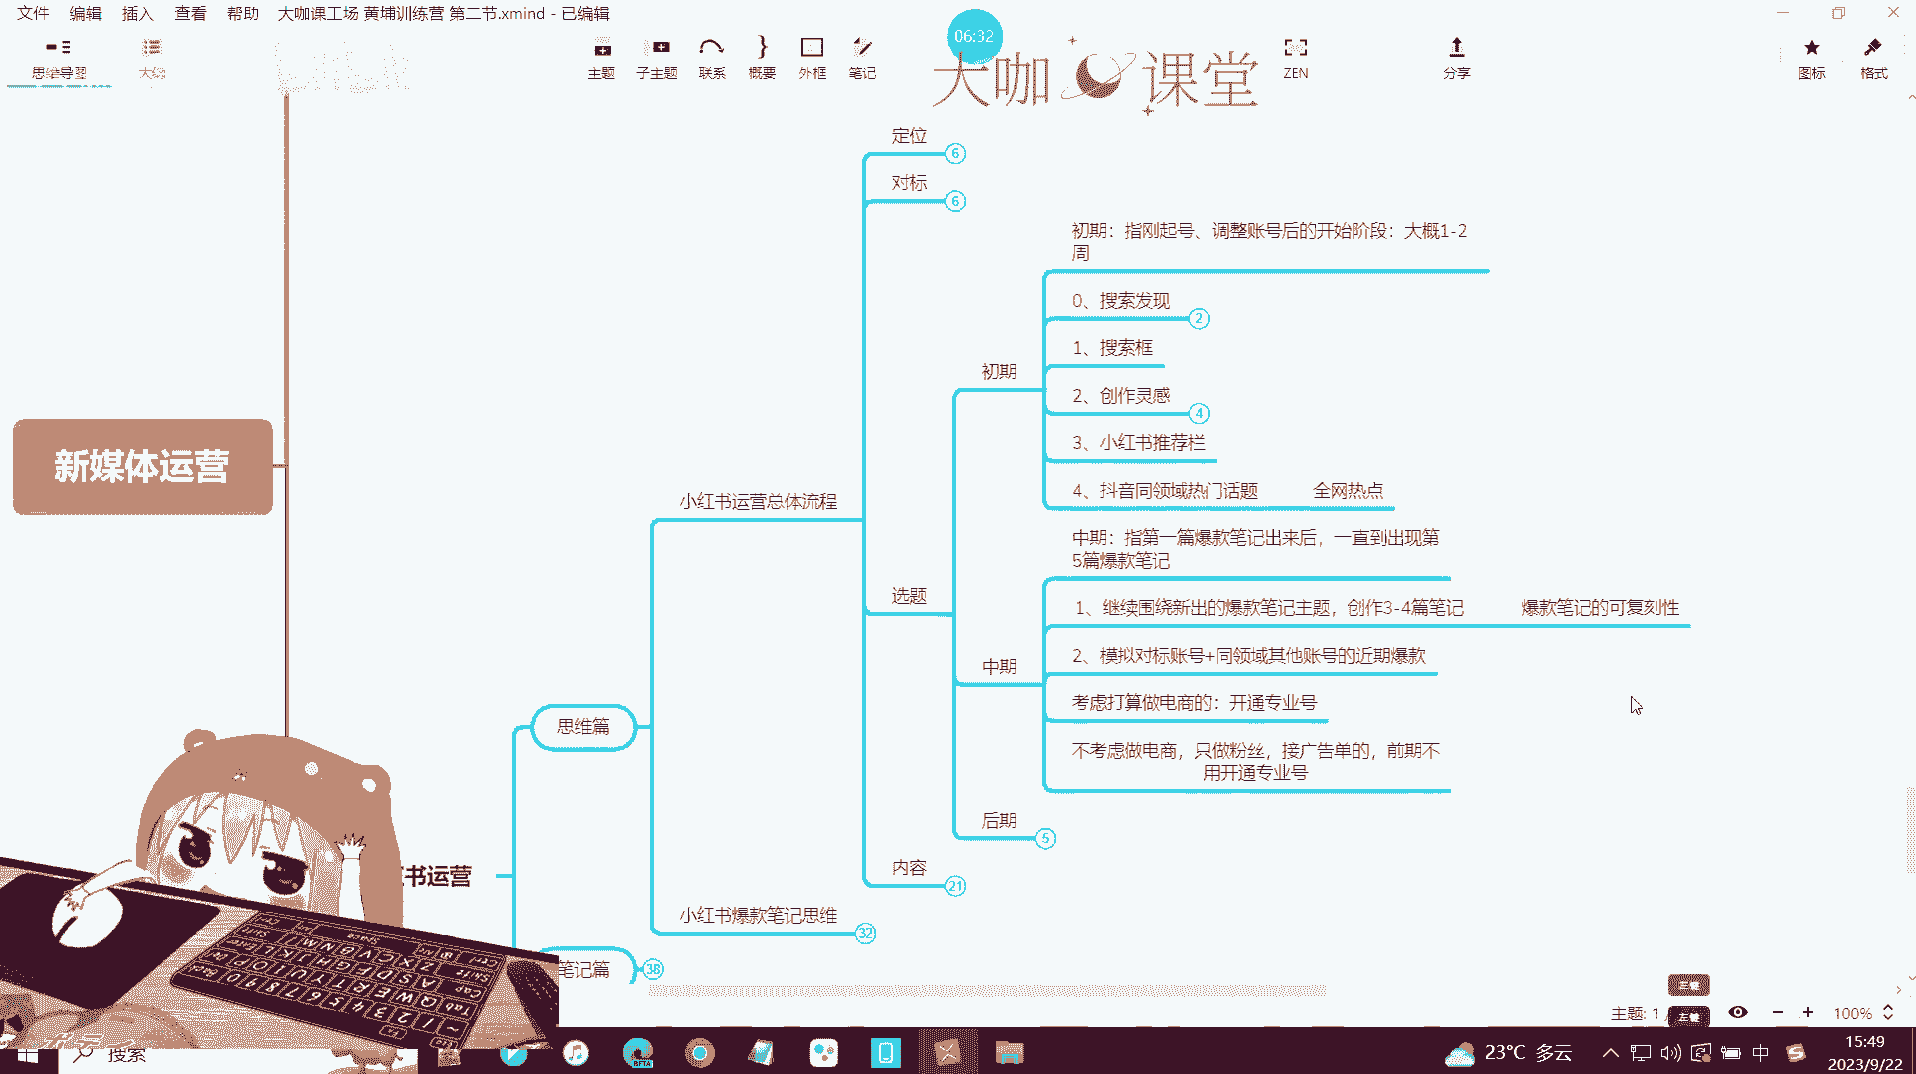 文件 编辑 插入 查看 帮助 大咖课工场 黄埔训练营 第二节.xmind - 已编辑
思维导图 大纲 主题 子主题 联系 概要 外框 笔记 ZEN 分享 图标 格式
06:32
大咖课堂
定位 6
对标 6
初期：指刚起号、调整账号后的开始阶段：大概1-2
周
0、搜索发现 2
1、搜索框
初期
2、创作灵感 4
3、小红书推荐栏
4、抖音同领域热门话题 全网热点
新媒体运营
小红书运营总体流程
中期：指第一篇爆款笔记出来后，一直到出现第
5篇爆款笔记
选题
1、继续围绕新出的爆款笔记主题，创作3-4篇笔记 爆款笔记的可复刻性
2、模拟对标账号+同领域其他账号的近期爆款
中期
考虑打算做电商的：开通专业号
思维篇
不考虑做电商，只做粉丝，接广告单的，前期不
用开通专业号
后期 5
内容 21
书运营
小红书爆款笔记思维 32
笔记篇 38
主题: 1
100%
搜索
BETA
23°C 多云
中
15:49
2023/9/22